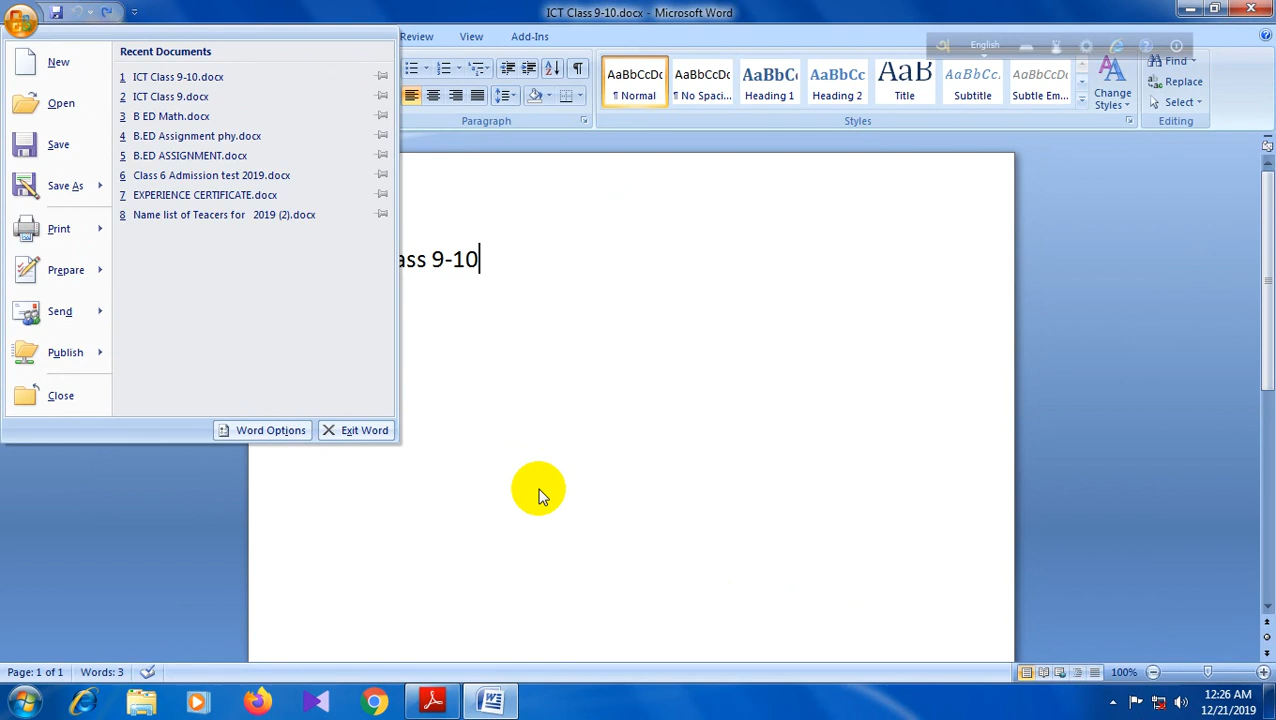 ICT Class 9-10.docx - Microsoft Word
Review View Add-Ins
English
New
Open
Save
Save As
Print
Prepare
Send
Publish
Close
Recent Documents
1 ICT Class 9-10.docx
2 ICT Class 9.docx
3 B ED Math.docx
4 B.ED Assignment phy.docx
5 B.ED ASSIGNMENT.docx
6 Class 6 Admission test 2019.docx
7 EXPERIENCE CERTIFICATE.docx
8 Name list of Teacers for 2019 (2).docx
Word Options
Exit Word
Paragraph
AaBbCcDc
¶ Normal
AaBbCcDc
¶ No Spaci...
AaBbC
Heading 1
AaBbCc
Heading 2
AaB
Title
AaBbCc.
Subtitle
AaBbCcDc
Subtle Em...
Change
Styles
Styles
Find
Replace
Select
Editing
ass 9-10
Page: 1 of 1
Words: 3
100%
12:26 AM
12/21/2019